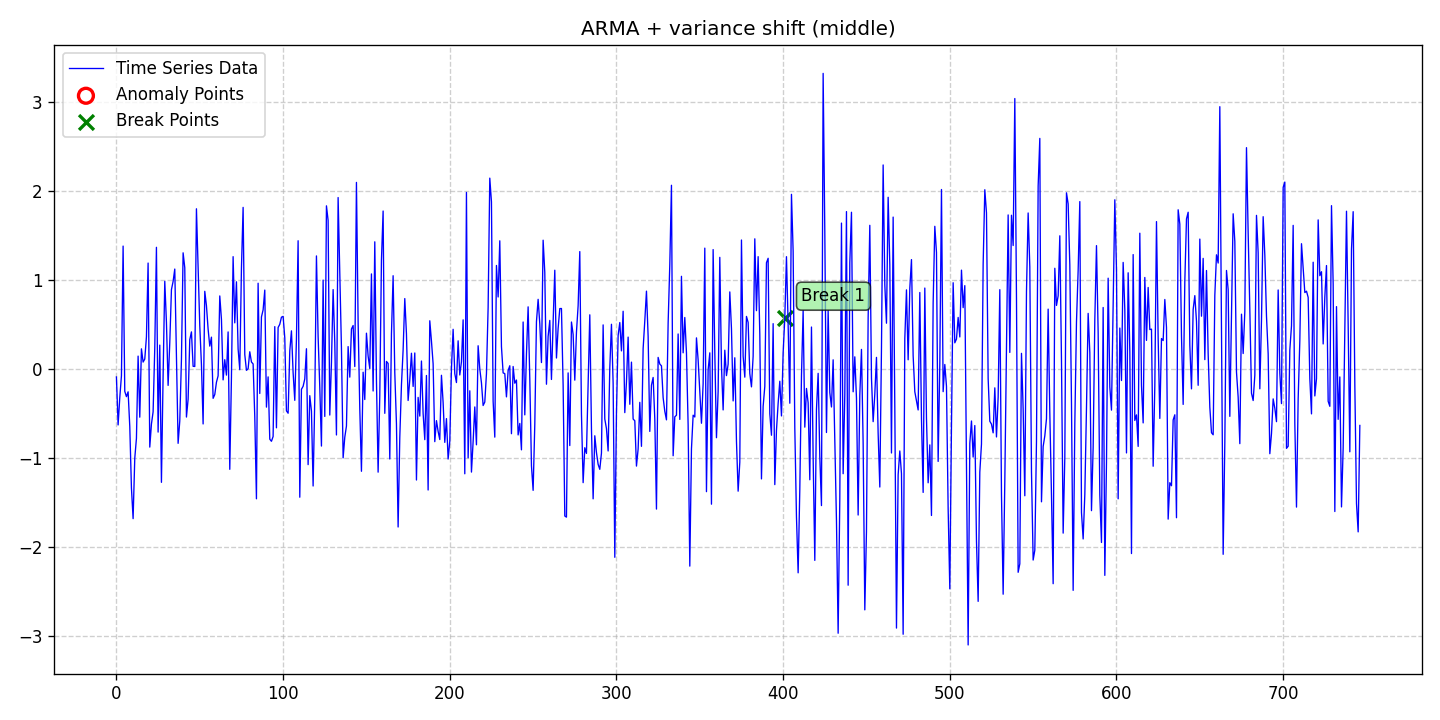 ARMA + variance shift (middle)
Time Series Data
Anomaly Points
Break Points
3
2
1
0
−1
−2
−3
Break 1
0 100 200 300 400 500 600 700